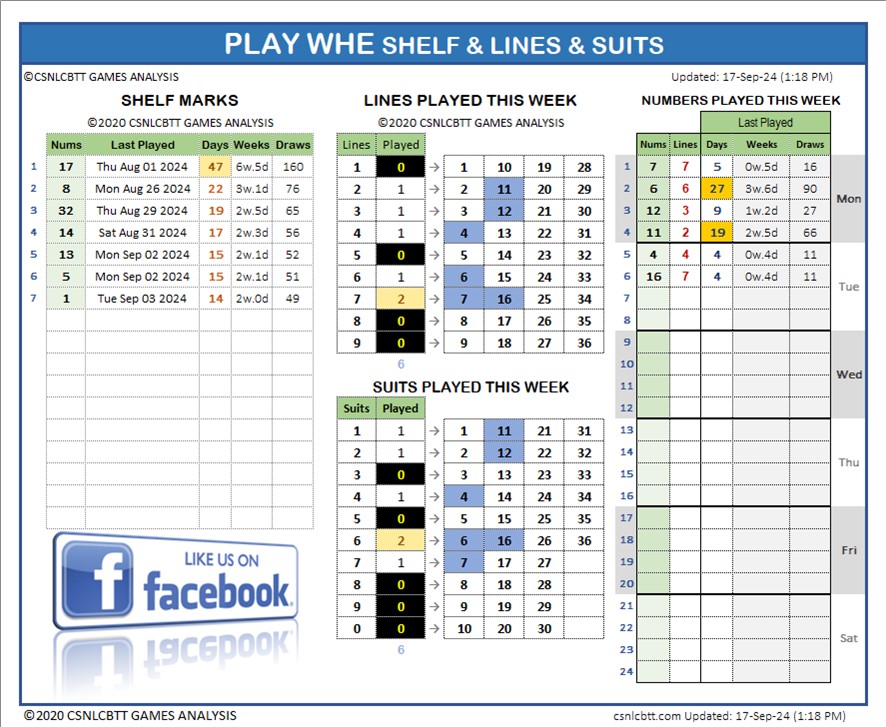 PLAY WHE SHELF & LINES & SUITS
©CSNLCBTT GAMES ANALYSIS
Updated: 17-Sep-24 (1:18 PM)
SHELF MARKS
©2020 CSNLCBTT GAMES ANALYSIS
Nums Last Played Days Weeks Draws
1 17 Thu Aug 01 2024 47 6w.5d 160
2 8 Mon Aug 26 2024 22 3w.1d 76
3 32 Thu Aug 29 2024 19 2w.5d 65
4 14 Sat Aug 31 2024 17 2w.3d 56
5 13 Mon Sep 02 2024 15 2w.1d 52
6 5 Mon Sep 02 2024 15 2w.1d 51
7 1 Tue Sep 03 2024 14 2w.0d 49
LIKE US ON
facebook
LINES PLAYED THIS WEEK
©2020 CSNLCBTT GAMES ANALYSIS
Lines Played
1 0 → 1 10 19 28
2 1 → 2 11 20 29
3 1 → 3 12 21 30
4 1 → 4 13 22 31
5 0 → 5 14 23 32
6 1 → 6 15 24 33
7 2 → 7 16 25 34
8 0 → 8 17 26 35
9 0 → 9 18 27 36
6
SUITS PLAYED THIS WEEK
Suits Played
1 1 → 1 11 21 31
2 1 → 2 12 22 32
3 0 → 3 13 23 33
4 1 → 4 14 24 34
5 0 → 5 15 25 35
6 2 → 6 16 26 36
7 1 → 7 17 27
8 0 → 8 18 28
9 0 → 9 19 29
0 0 → 10 20 30
6
NUMBERS PLAYED THIS WEEK
Last Played
Nums Lines Days Weeks Draws
1 7 7 5 0w.5d 16
2 6 6 27 3w.6d 90
Mon
3 12 3 9 1w.2d 27
4 11 2 19 2w.5d 66
5 4 4 4 0w.4d 11
6 16 7 4 0w.4d 11
Tue
7
8
9
10
Wed
11
12
13
14
Thu
15
16
17
18
Fri
19
20
21
22
Sat
23
24
©2020 CSNLCBTT GAMES ANALYSIS
csnlcbtt.com Updated: 17-Sep-24 (1:18 PM)